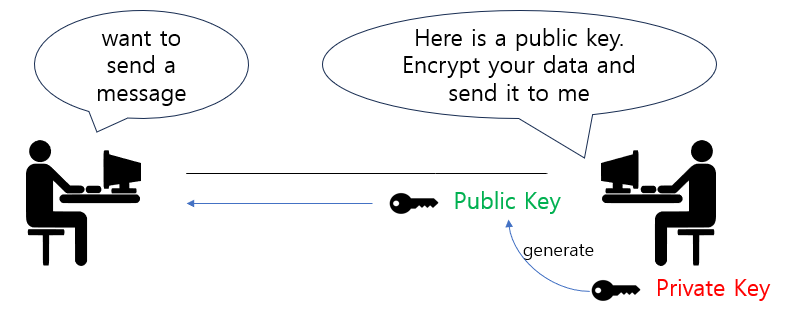 want to
send a
message
Here is a public key.
Encrypt your data and
send it to me
Public Key
generate
Private Key